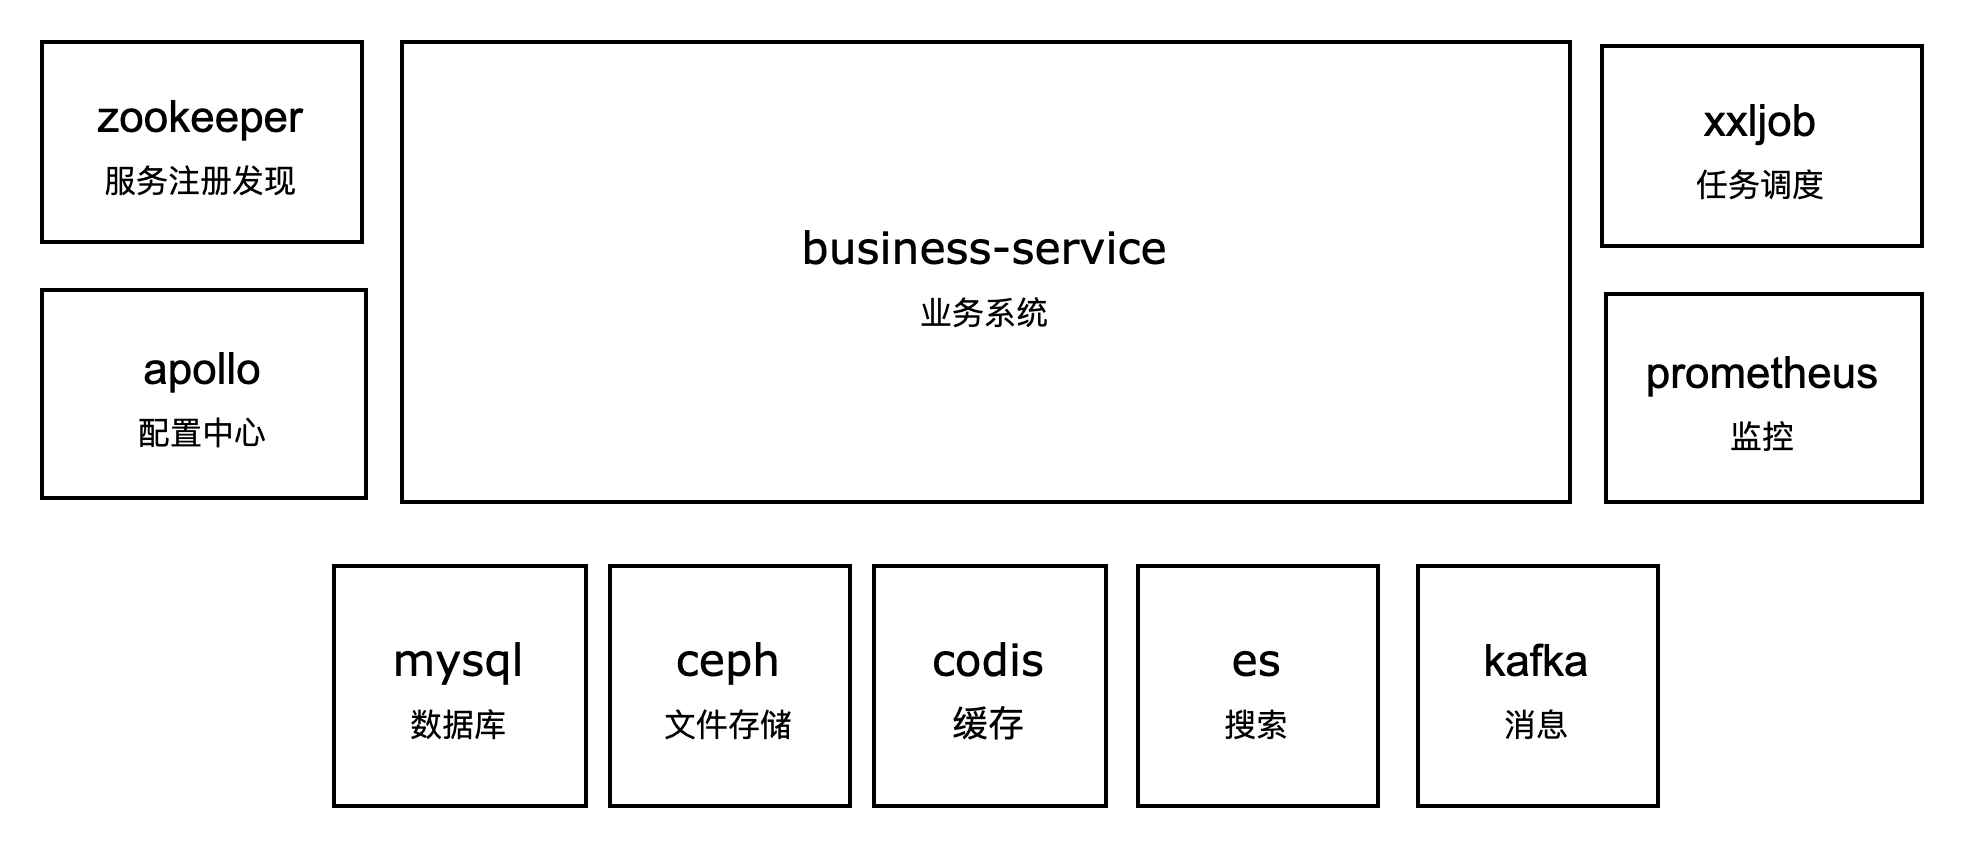 zookeeper
服务注册发现
business-service
业务系统
xxljob
任务调度
apollo
配置中心
prometheus
监控
mysql
数据库
ceph
文件存储
codis
缓存
es
搜索
kafka
消息